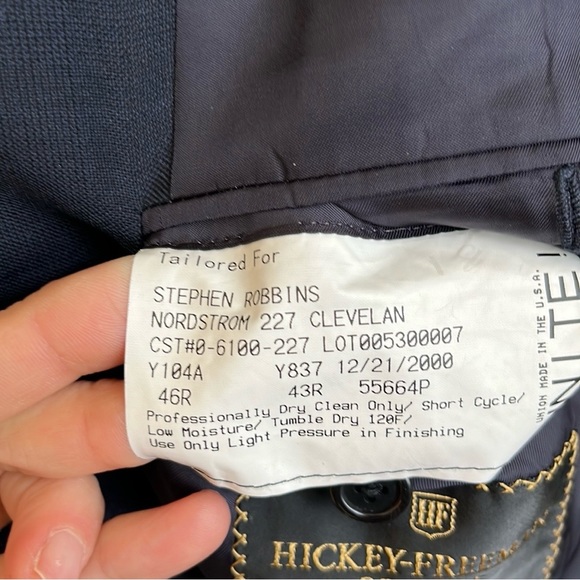 Tailored For
STEPHEN ROBBINS
NORDSTROM 227 CLEVELAN
CST#0-6100-227 LOT005300007
Y104A Y837 12/21/2000
46R 43R 55664P
Professionally Dry Clean Only/ Short Cycle/
Low Moisture/ Tumble Dry 120F/
Use Only Light Pressure in Finishing
UNION MADE IN THE U.S.A.
HF
HICKEY-FREEMAN